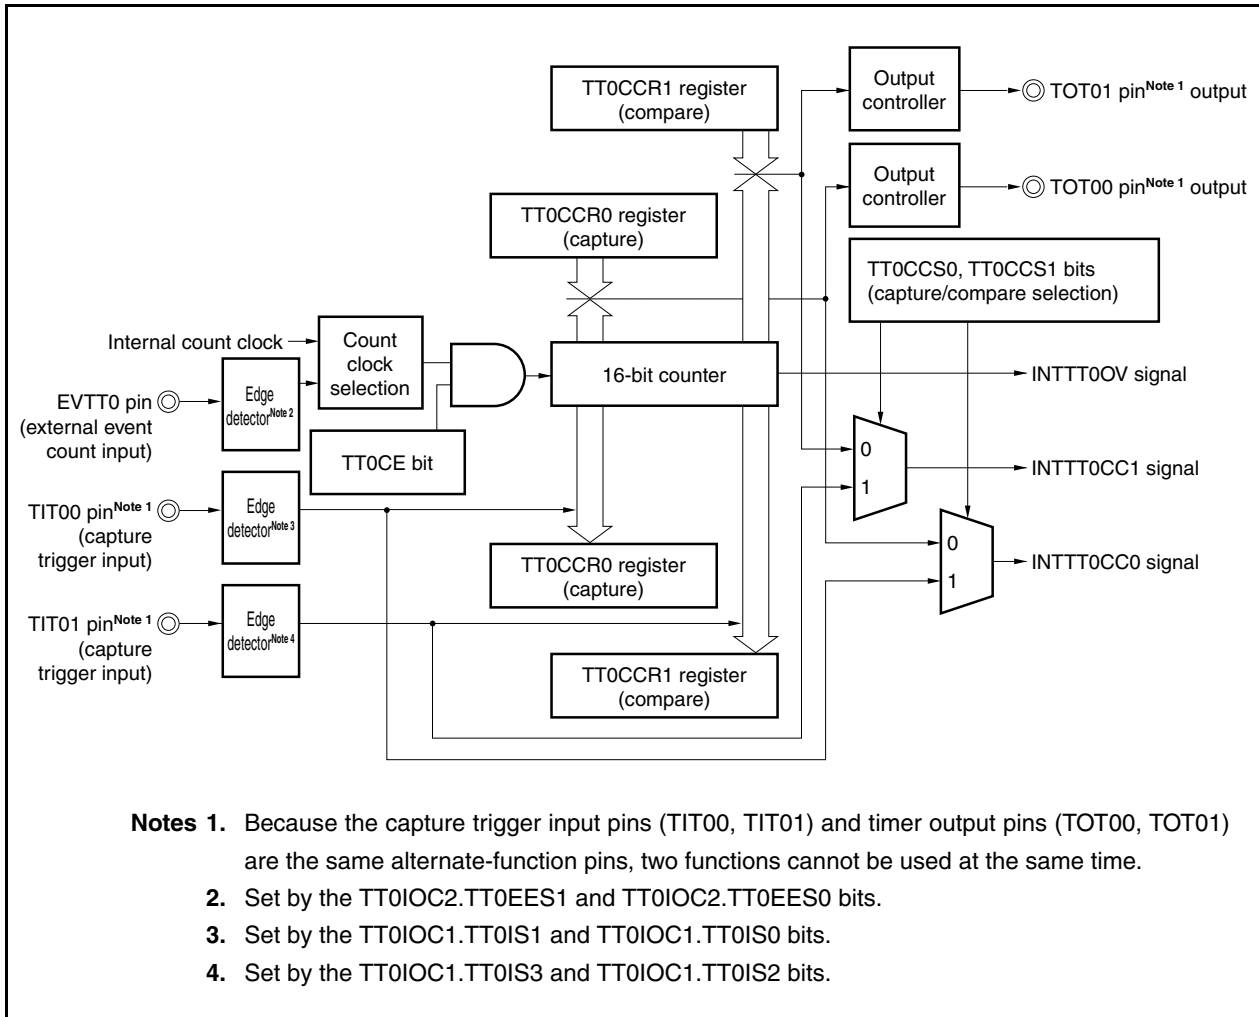 TT0CCR1 register
(compare)
Output
controller
TOT01 pinNote 1 output
Output
controller
TOT00 pinNote 1 output
TT0CCR0 register
(capture)
TT0CCS0, TT0CCS1 bits
(capture/compare selection)
Internal count clock
Count
clock
selection
16-bit counter
INTTT0OV signal
EVTT0 pin
(external event
count input)
Edge
detectorNote 2
TT0CE bit
0
1
INTTT0CC1 signal
TIT00 pinNote 1
(capture
trigger input)
Edge
detectorNote 3
TT0CCR0 register
(capture)
0
1
INTTT0CC0 signal
TIT01 pinNote 1
(capture
trigger input)
Edge
detectorNote 4
TT0CCR1 register
(compare)
Notes 1. Because the capture trigger input pins (TIT00, TIT01) and timer output pins (TOT00, TOT01)
are the same alternate-function pins, two functions cannot be used at the same time.
2. Set by the TT0IOC2.TT0EES1 and TT0IOC2.TT0EES0 bits.
3. Set by the TT0IOC1.TT0IS1 and TT0IOC1.TT0IS0 bits.
4. Set by the TT0IOC1.TT0IS3 and TT0IOC1.TT0IS2 bits.